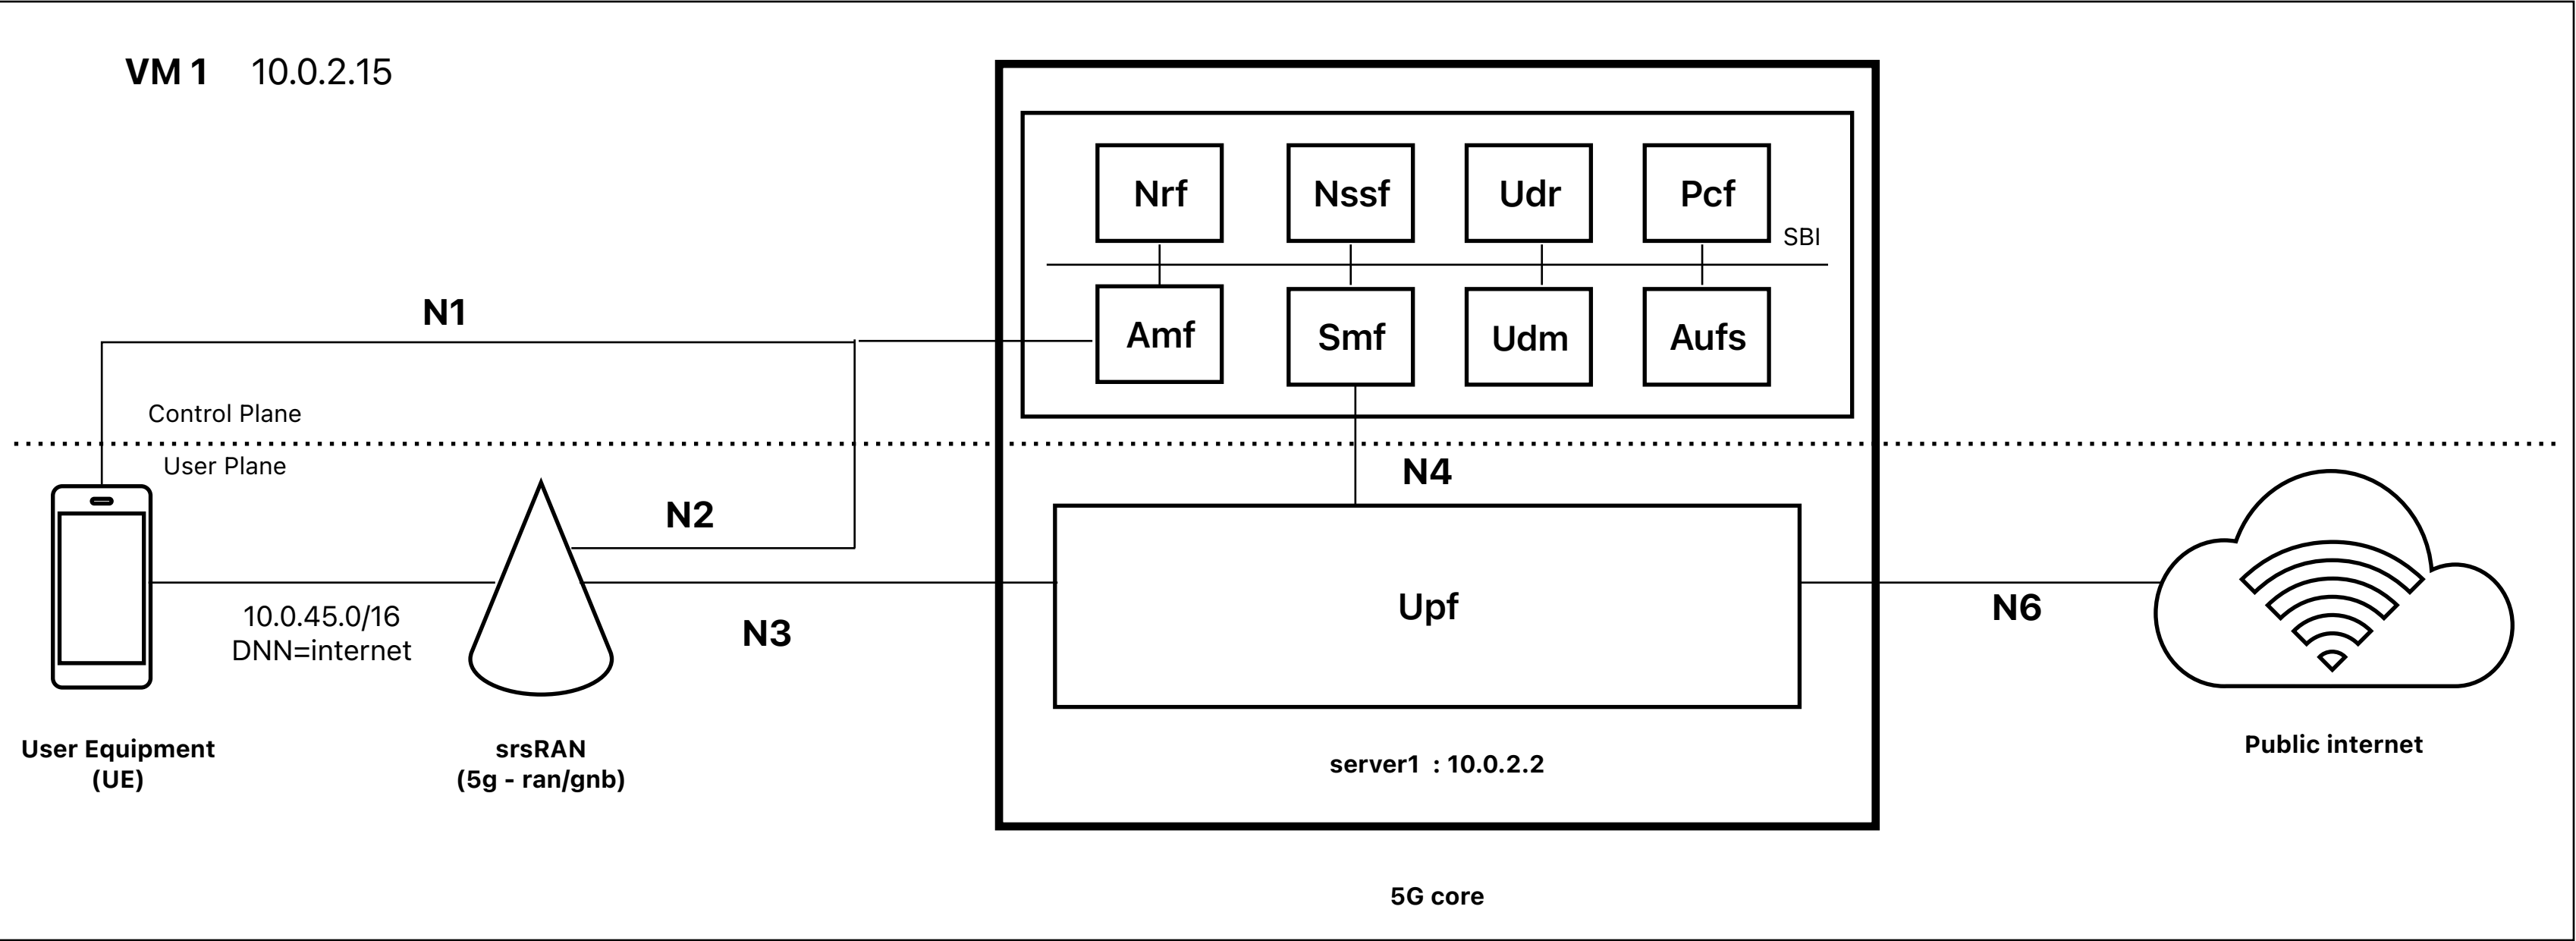 VM 1 10.0.2.15
Nrf
Nssf
Udr
Pcf
SBI
Amf
Smf
Udm
Aufs
N1
Control Plane
User Plane
N2
N4
10.0.45.0/16
DNN=internet
N3
Upf
N6
User Equipment
(UE)
srsRAN
(5g - ran/gnb)
server1 : 10.0.2.2
Public internet
5G core